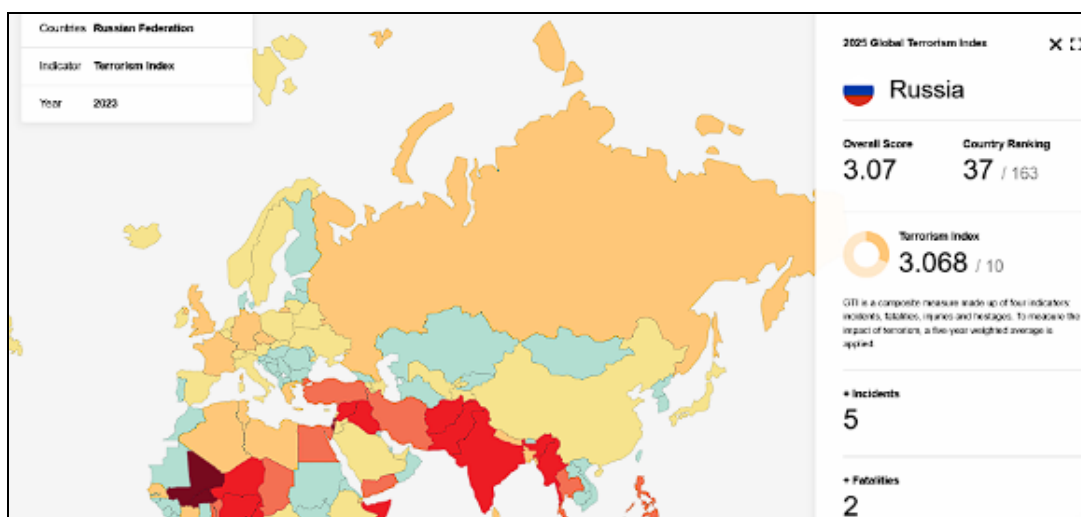 Countries Russian Federation
Indicator Terrorism Index
Year 2023
2025 Global Terrorism Index
Russia
Overall Score Country Ranking
3.07 37 / 163
Terrorism Index
3.068 / 10
GTI is a composite measure made up of four indicators:
incidents, fatalities, injuries and hostages. To measure the
impact of terrorism, a five year weighted average is
applied.
+ Incidents
5
+ Fatalities
2